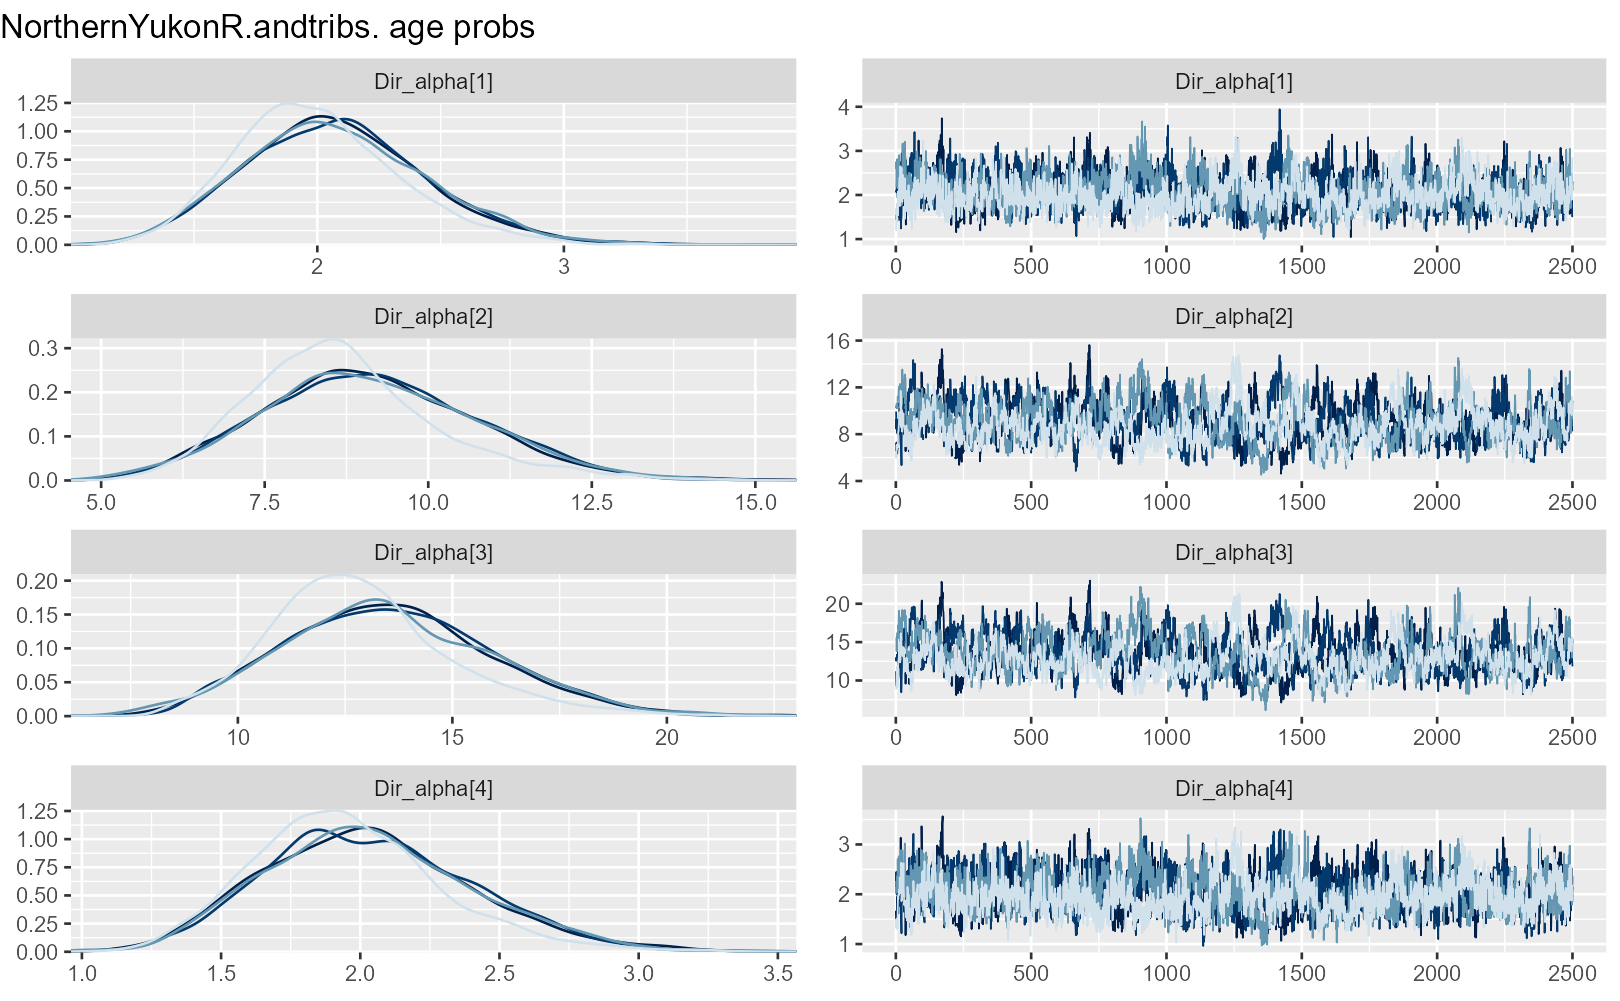 NorthernYukonR.andtribs. age probs
Dir_alpha[1]
1.25
1.00
0.75
0.50
0.25
0.00
2 3
Dir_alpha[1]
4
3
2
1
0 500 1000 1500 2000 2500
Dir_alpha[2]
0.3
0.2
0.1
0.0
5.0 7.5 10.0 12.5 15.0
Dir_alpha[2]
16
12
8
4
0 500 1000 1500 2000 2500
Dir_alpha[3]
0.20
0.15
0.10
0.05
0.00
10 15 20
Dir_alpha[3]
20
15
10
0 500 1000 1500 2000 2500
Dir_alpha[4]
1.25
1.00
0.75
0.50
0.25
0.00
1.0 1.5 2.0 2.5 3.0 3.5
Dir_alpha[4]
3
2
1
0 500 1000 1500 2000 2500